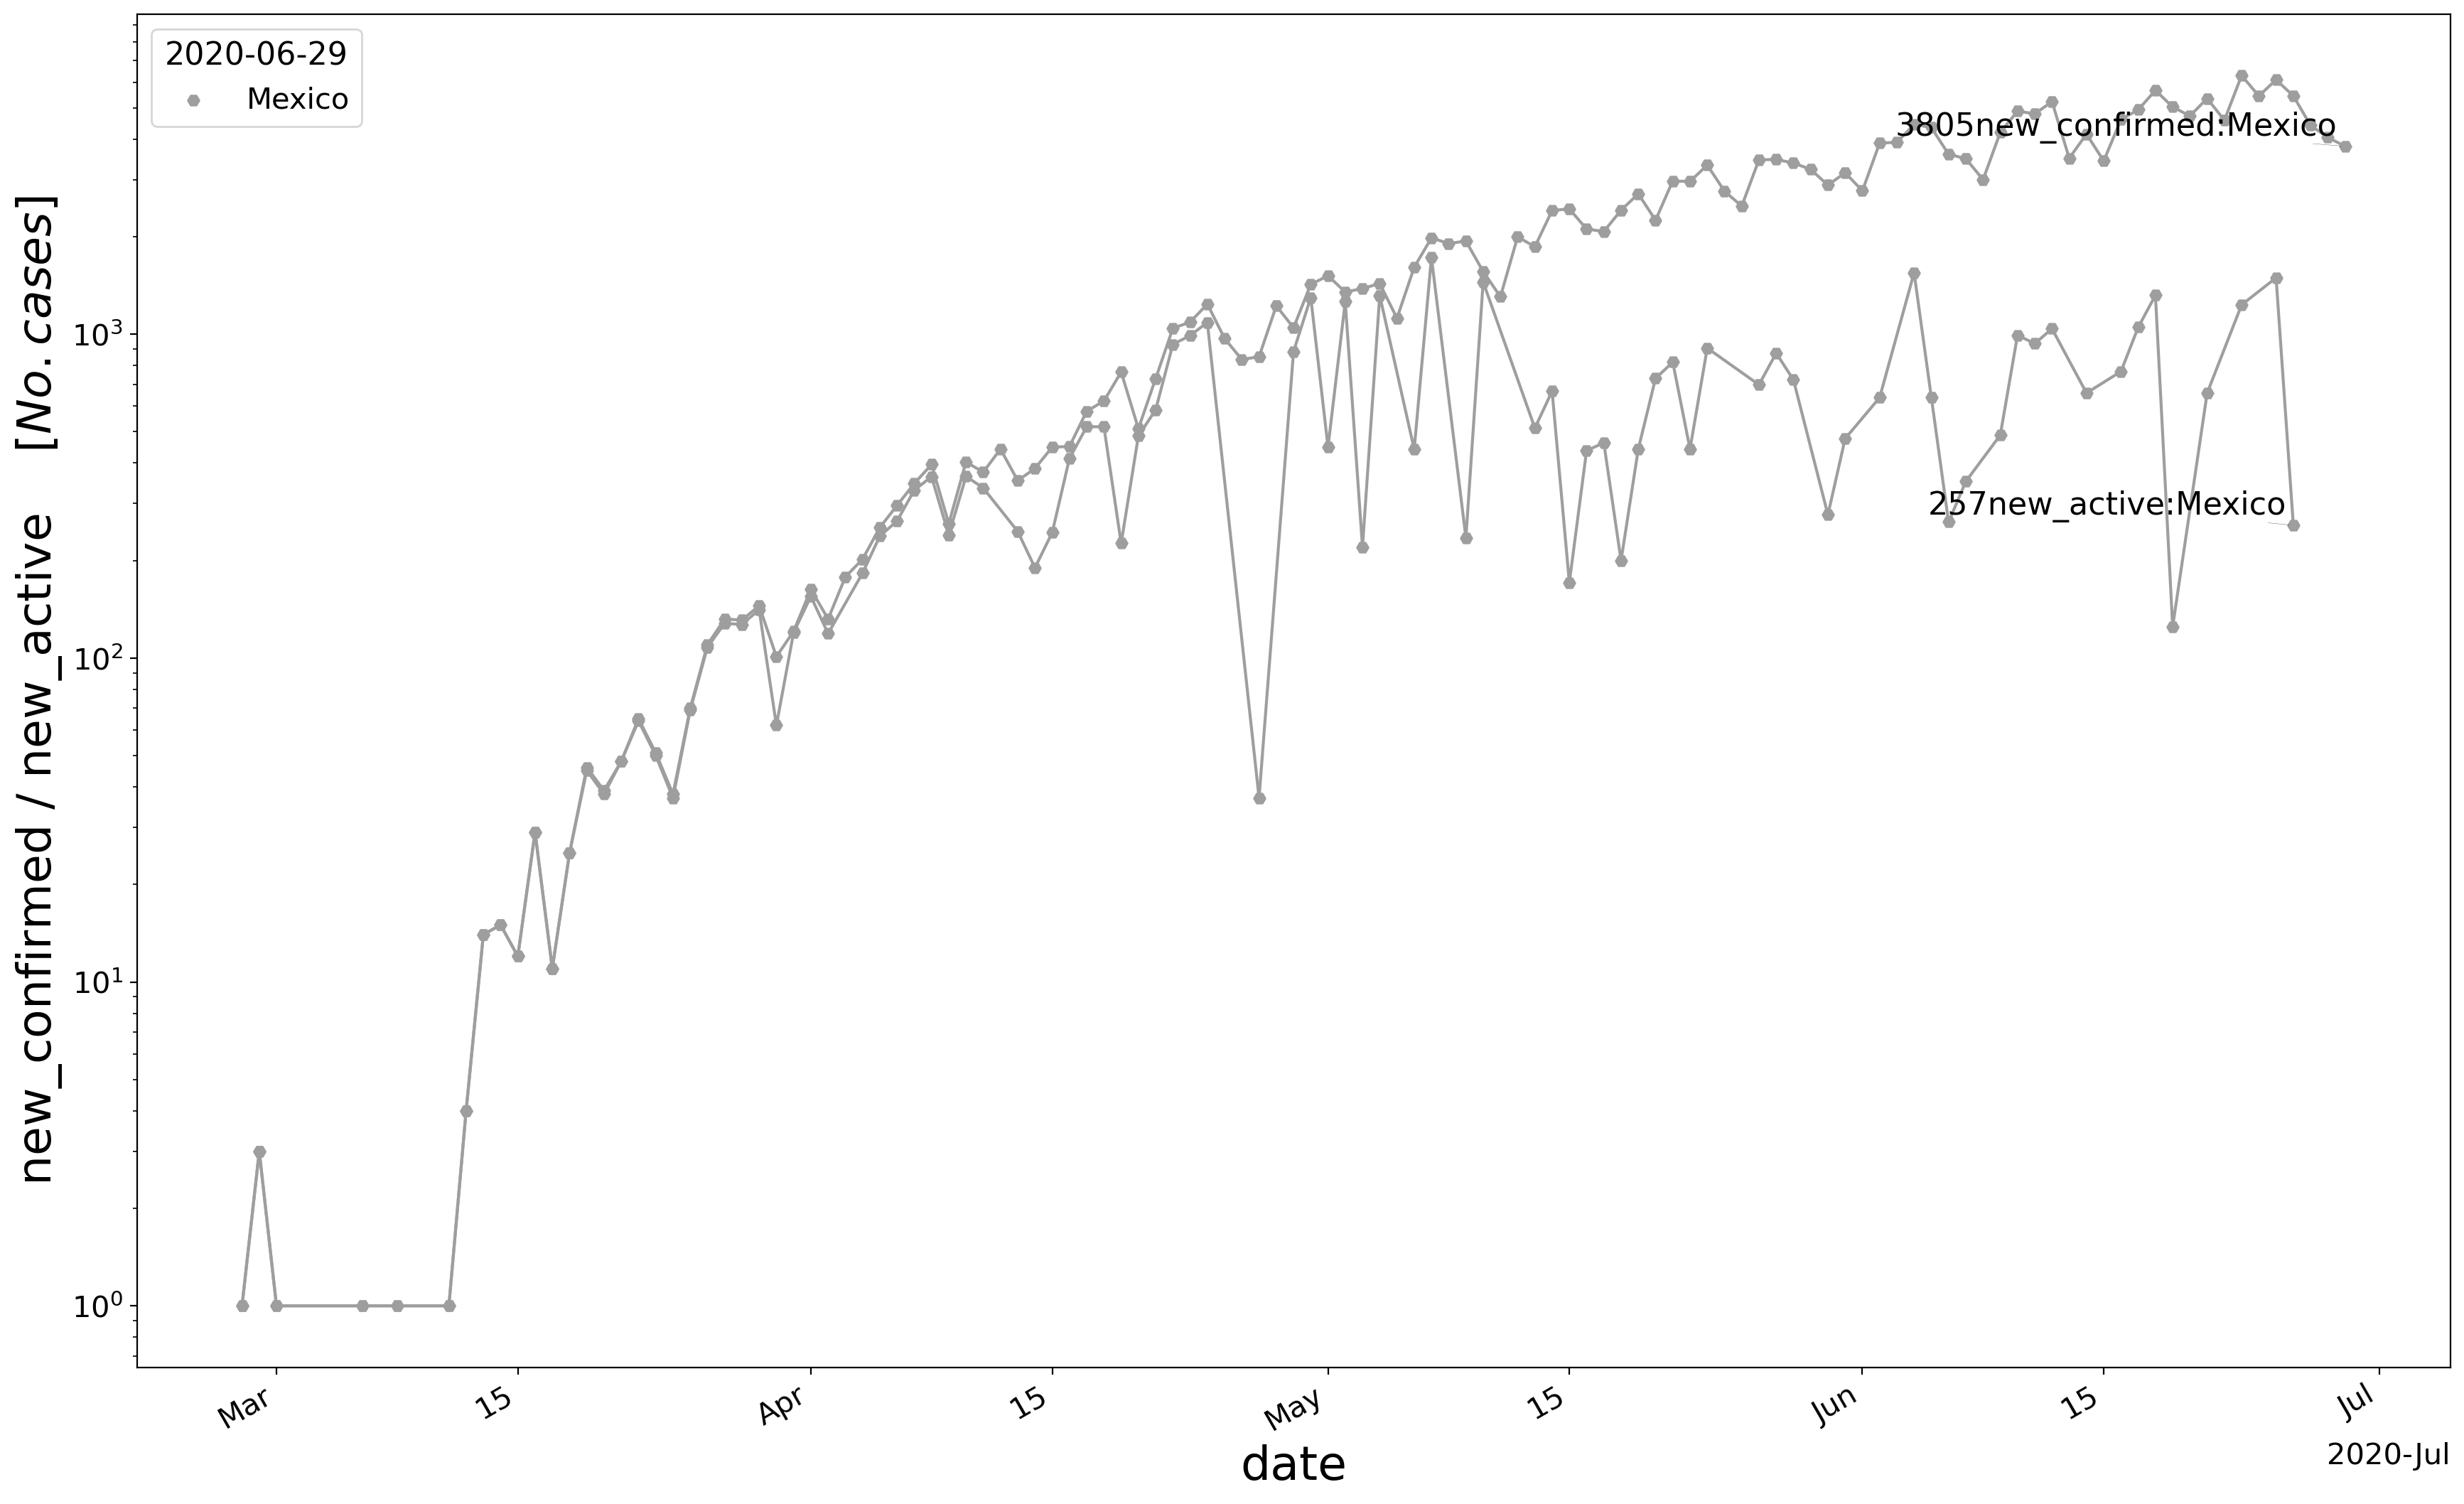 2020-06-29
Mexico
3805new_confirmed:Mexico
257new_active:Mexico
new_confirmed / new_active [No. cases]
10³
10²
10¹
10⁰
Mar 15 Apr 15 May 15 Jun 15 Jul
date
2020-Jul